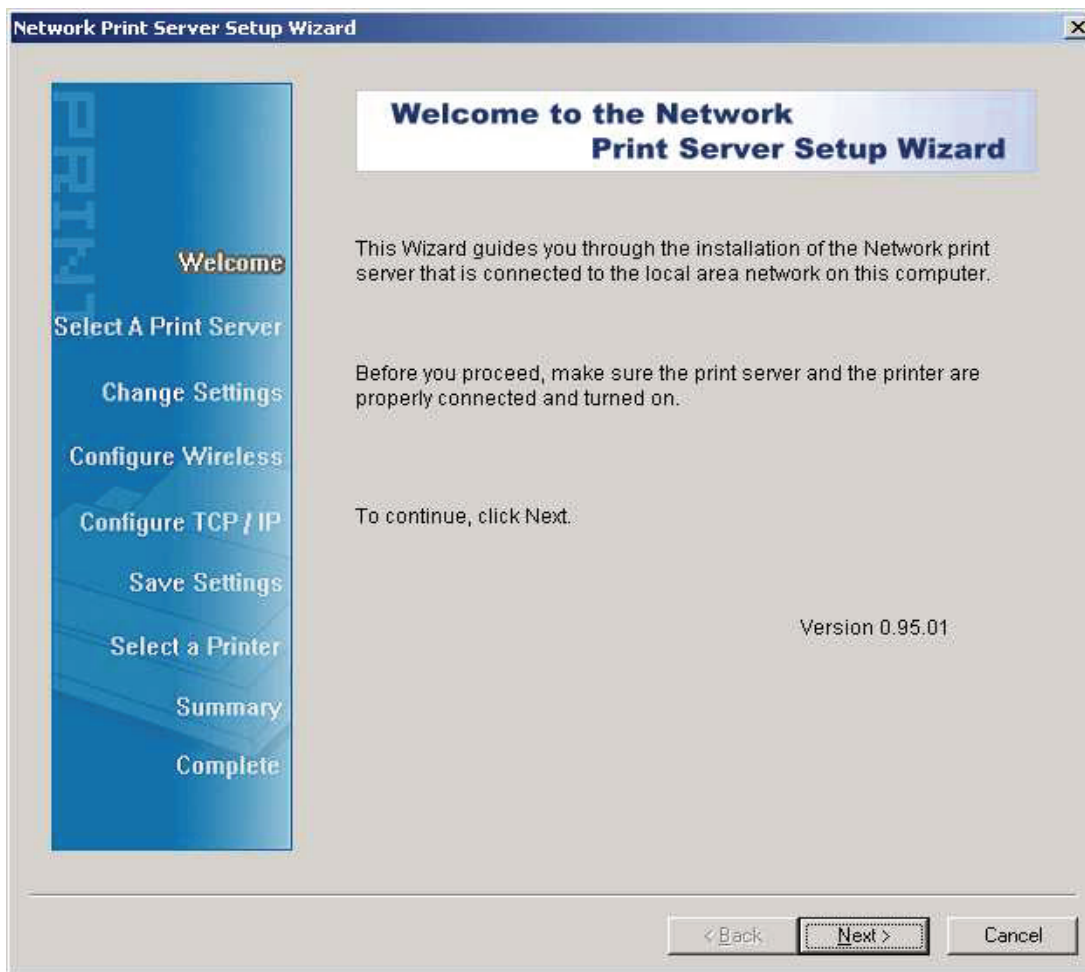 Network Print Server Setup Wizard
PRINT
Welcome
Select A Print Server
Change Settings
Configure Wireless
Configure TCP / IP
Save Settings
Select a Printer
Summary
Complete
Welcome to the Network
Print Server Setup Wizard
This Wizard guides you through the installation of the Network print
server that is connected to the local area network on this computer.
Before you proceed, make sure the print server and the printer are
properly connected and turned on.
To continue, click Next.
Version 0.95.01
< Back
Next >
Cancel